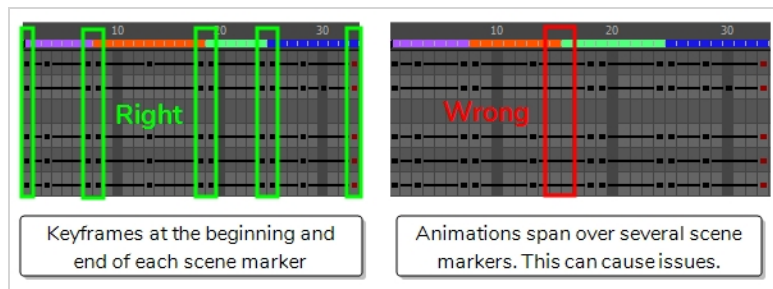 10 20 30
Right
Keyframes at the beginning and
end of each scene marker
10 20 30
Wrong
Animations span over several scene
markers. This can cause issues.